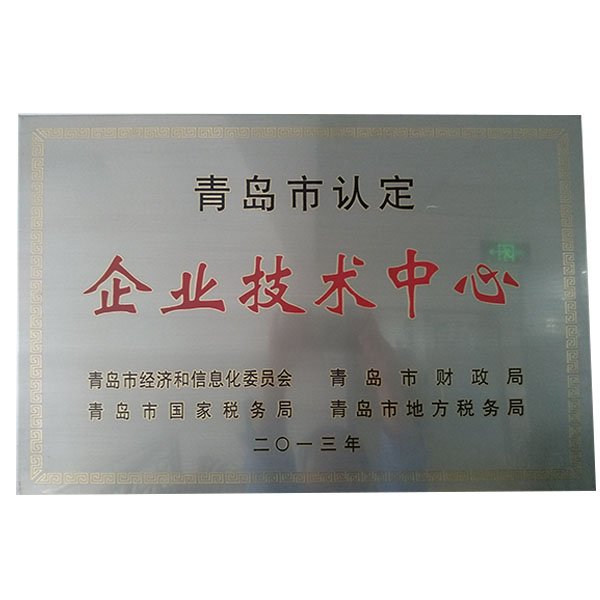 青岛市认定
企业技术中心
青岛市经济和信息化委员会 青岛市财政局
青岛市国家税务局 青岛市地方税务局
二〇一三年